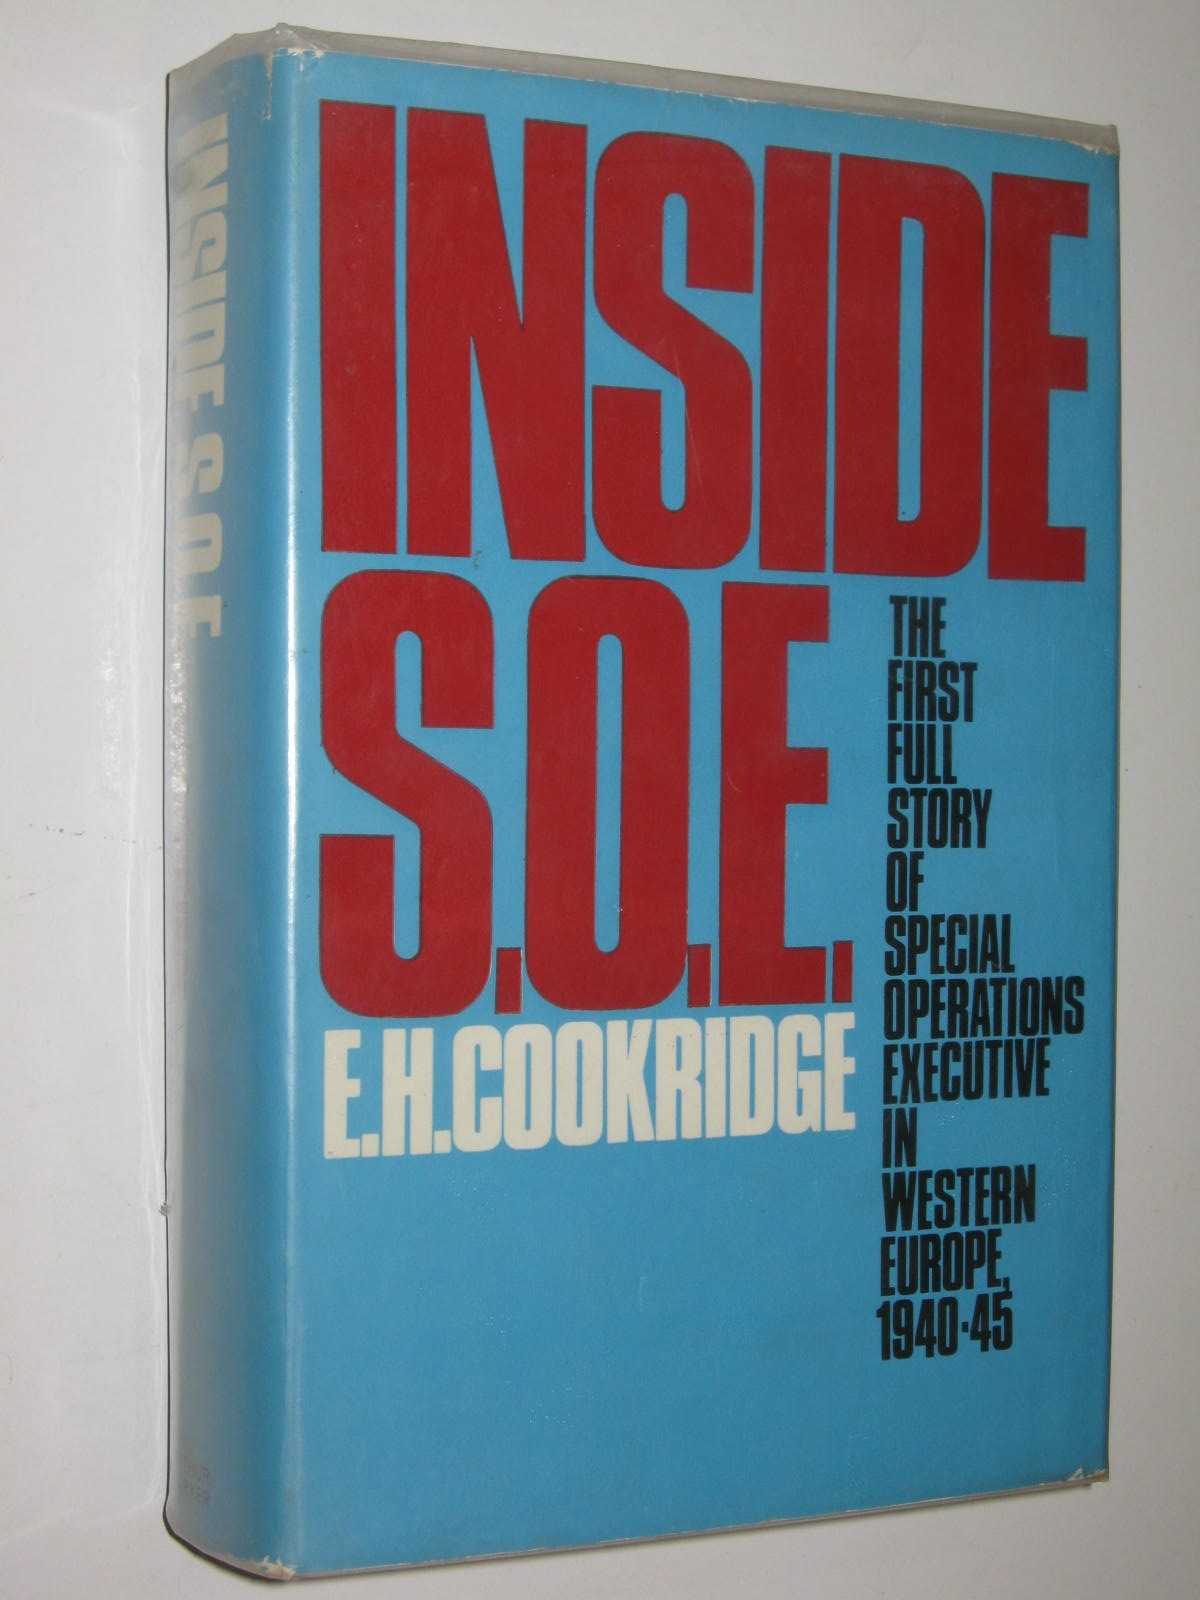 INSIDE
S.O.E.
E.H.COOKRIDGE
THE
FIRST
FULL
STORY
OF
SPECIAL
OPERATIONS
EXECUTIVE
IN
WESTERN
EUROPE,
1940-45
INSIDE S.O.E.